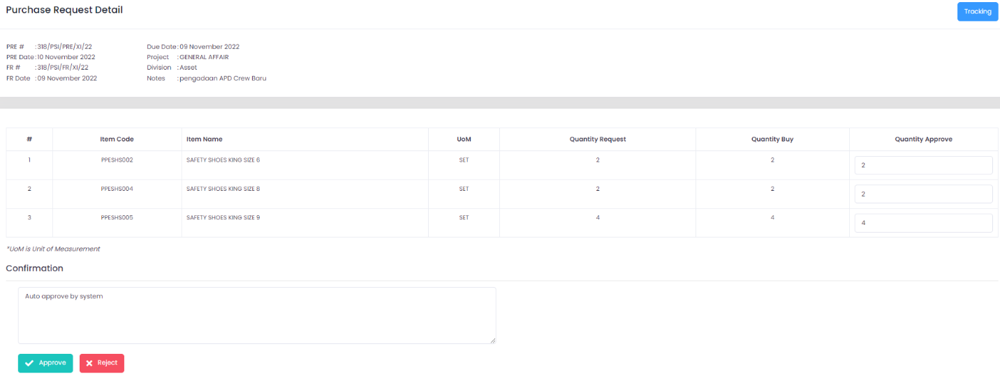 Purchase Request Detail
Tracking
PRE # :318/PSI/PRE/XI/22 Due Date:09 November 2022
PRE Date:10 November 2022 Project :GENERAL AFFAIR
FR # :318/PSI/FR/XI/22 Division :Asset
FR Date :09 November 2022 Notes :pengadaan APD Crew Baru
# Item Code Item Name UoM Quantity Request Quantity Buy Quantity Approve
1 PPESHS002 SAFETY SHOES KING SIZE 6 SET 2 2 2
2 PPESHS004 SAFETY SHOES KING SIZE 8 SET 2 2 2
3 PPESHS005 SAFETY SHOES KING SIZE 9 SET 4 4 4
*UoM is Unit of Measurement
Confirmation
Auto approve by system
Approve Reject